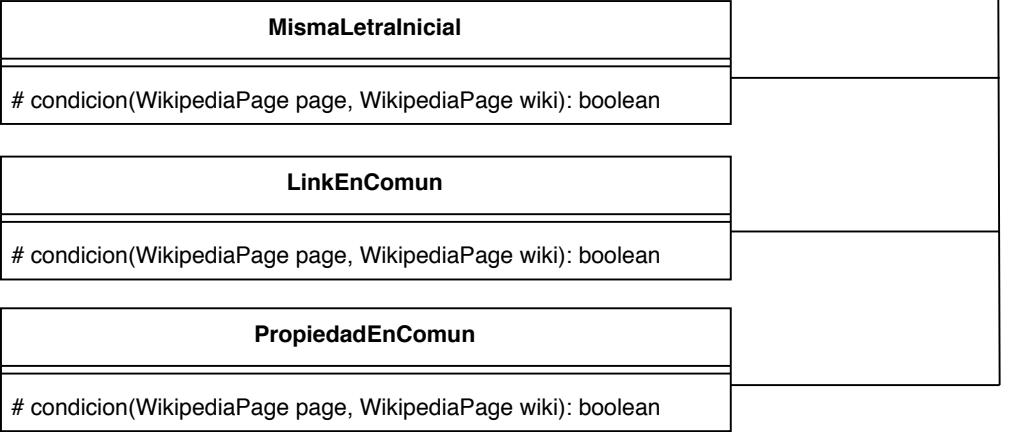 MismaLetraInicial
# condicion(WikipediaPage page, WikipediaPage wiki): boolean
LinkEnComun
# condicion(WikipediaPage page, WikipediaPage wiki): boolean
PropiedadEnComun
# condicion(WikipediaPage page, WikipediaPage wiki): boolean